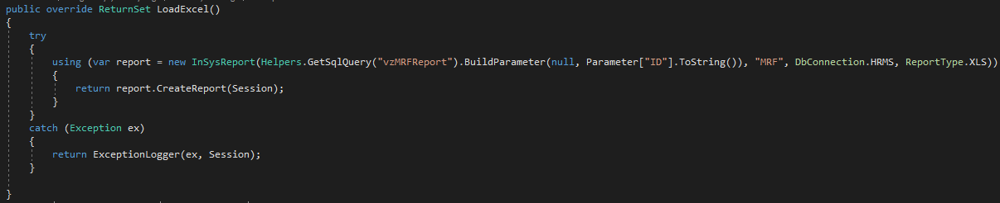 public override ReturnSet LoadExcel()
{
try
{
using (var report = new InSysReport(Helpers.GetSqlQuery("vzMRFReport").BuildParameter(null, Parameter["ID"].ToString()), "MRF", DbConnection.HRMS, ReportType.XLS))
{
return report.CreateReport(Session);
}
}
catch (Exception ex)
{
return ExceptionLogger(ex, Session);
}
}